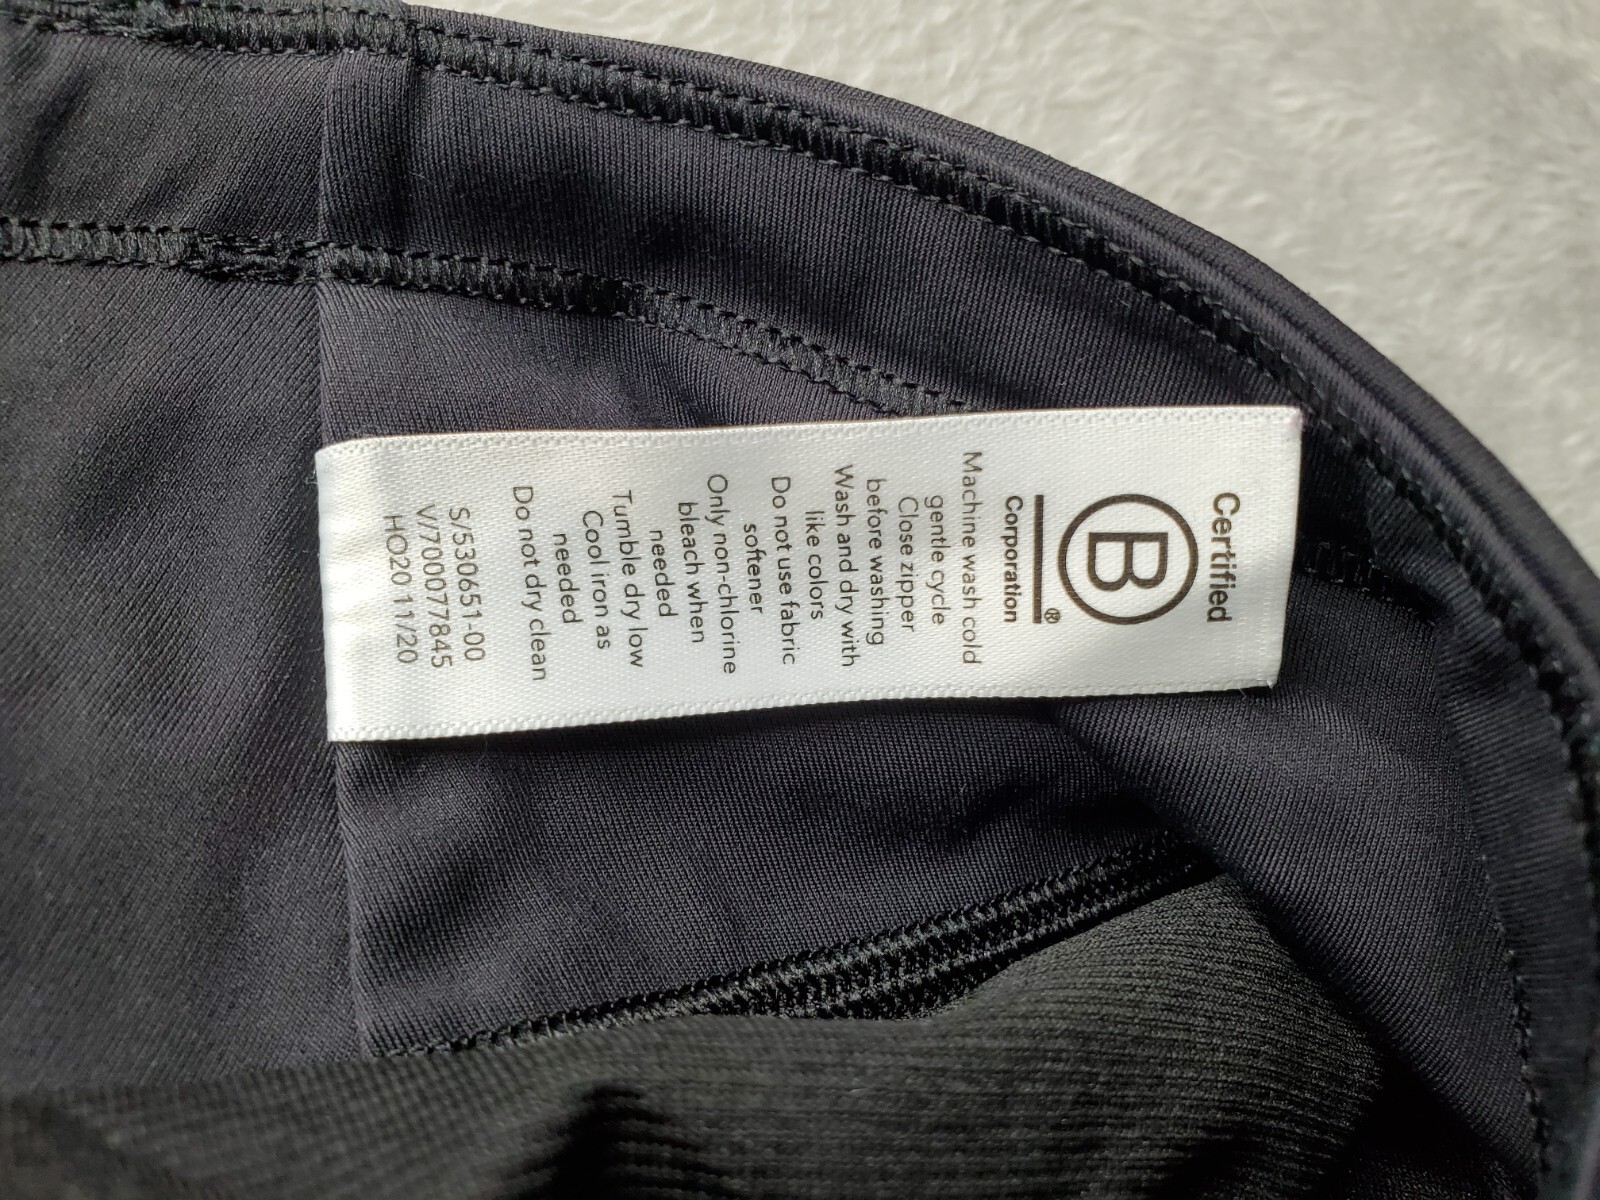 Certified
B
®
Corporation
Machine wash cold
gentle cycle
Close zipper
before washing
Wash and dry with
like colors
Do not use fabric
softener
Only non-chlorine
bleach when
needed
Tumble dry low
Cool iron as
needed
Do not dry clean
S/530651-00
V/7000077845
HO20 11/20